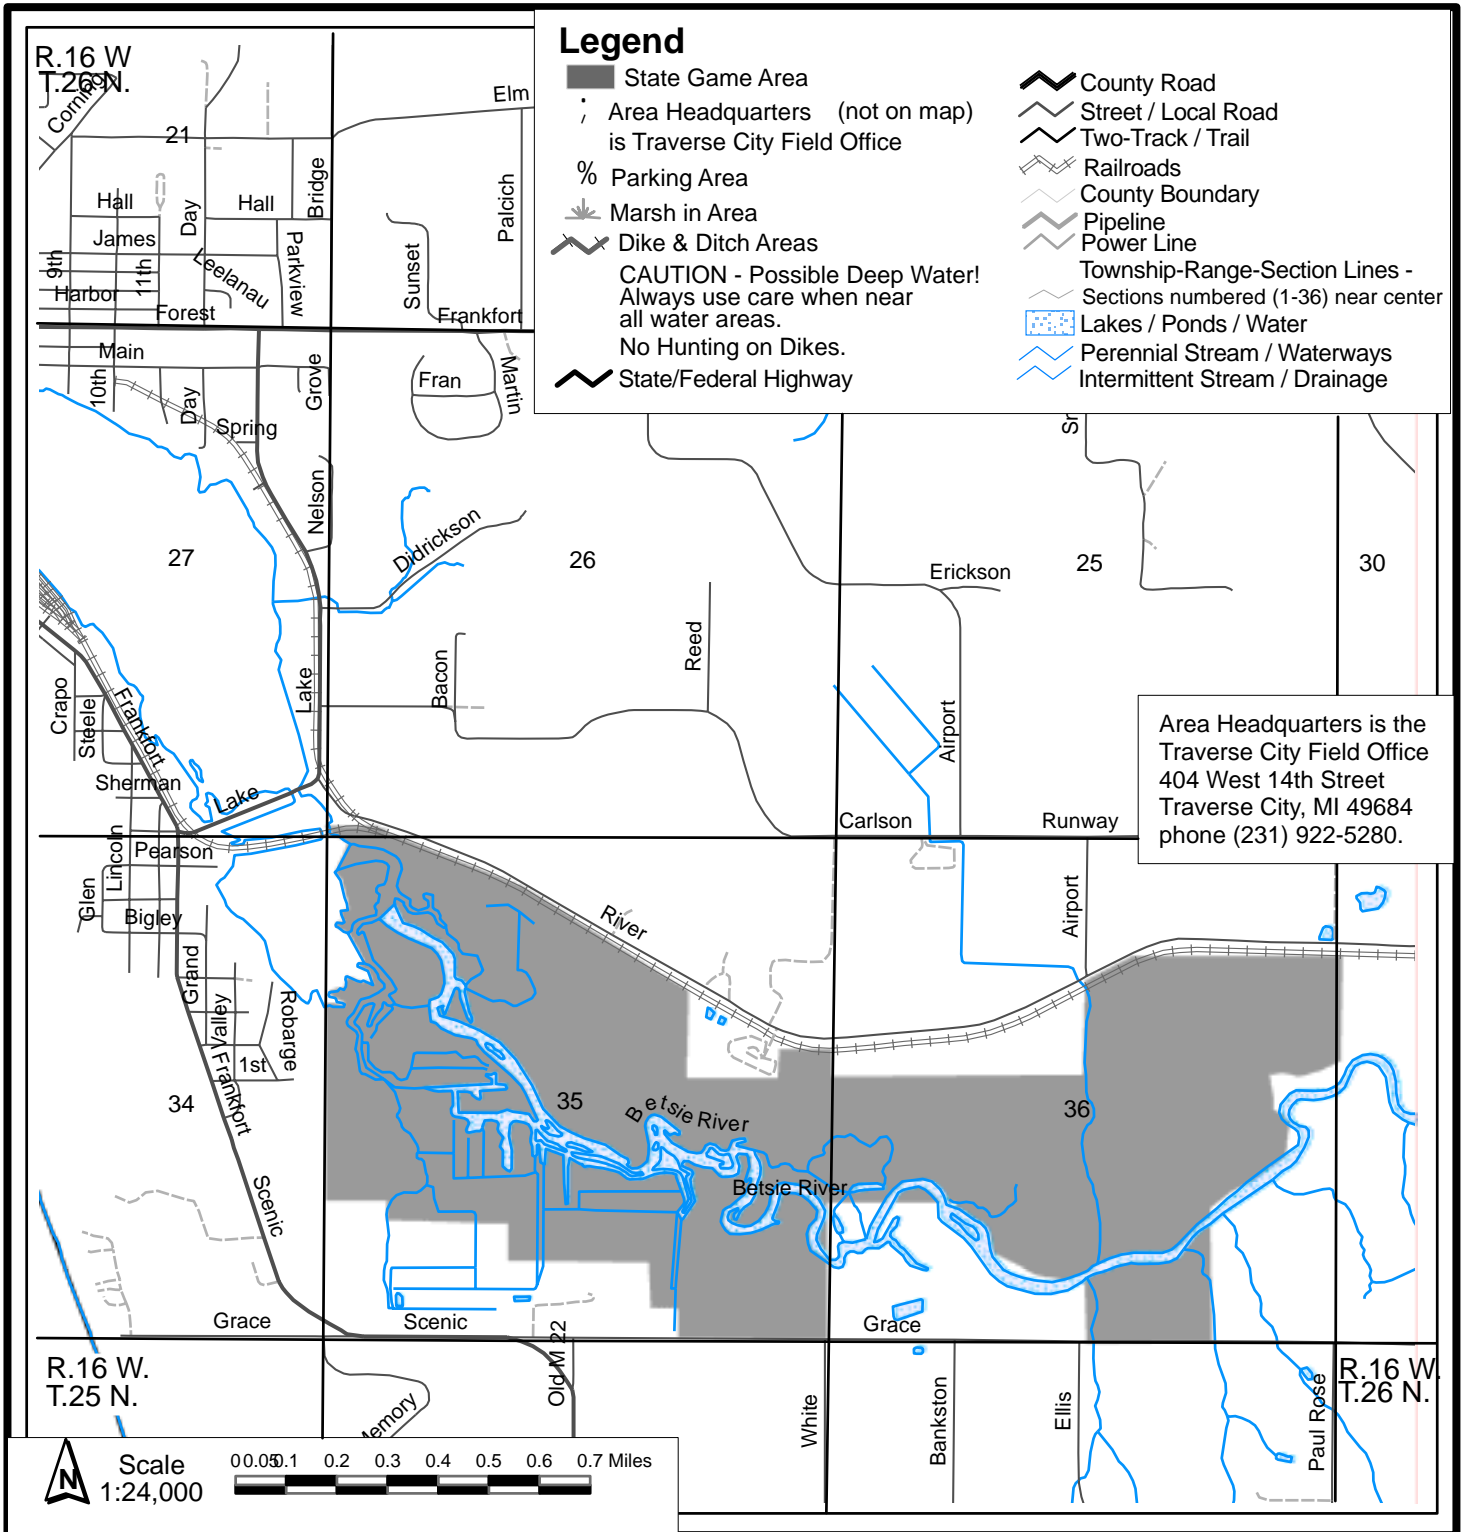 R.16 W
T.26 N.
Corning
21
Elm
Hall
Hall
Day
Bridge
Palcich
James
9th
11th
Leelanau
Parkview
Sunset
Harbor
Forest
Frankfort
Main
10th
Day
Spring
Grove
Fran
Martin
Nelson
Legend
State Game Area
Area Headquarters (not on map)
is Traverse City Field Office
% Parking Area
Marsh in Area
Dike & Ditch Areas
CAUTION - Possible Deep Water!
Always use care when near
all water areas.
No Hunting on Dikes.
State/Federal Highway
County Road
Street / Local Road
Two-Track / Trail
Railroads
County Boundary
Pipeline
Power Line
Township-Range-Section Lines -
Sections numbered (1-36) near center
Lakes / Ponds / Water
Perennial Stream / Waterways
Intermittent Stream / Drainage
27
Didrickson
26
25
30
Erickson
Reed
Bacon
Lake
Crapo
Steele
Frankfort
Sherman
Lake
Airport
Carlson
Runway
Area Headquarters is the
Traverse City Field Office
404 West 14th Street
Traverse City, MI 49684
phone (231) 922-5280.
Lincoln
Pearson
Glen
Bigley
Grand
Valley
Robarge
1st
Frankfort
River
Airport
34
35
36
Betsie River
Betsie River
Scenic
Grace
Scenic
Grace
R.16 W.
T.25 N.
Old M 22
White
Bankston
Ellis
Paul Rose
R.16 W.
T.26 N.
N
Scale
1:24,000
0 0.05 0.1 0.2 0.3 0.4 0.5 0.6 0.7 Miles